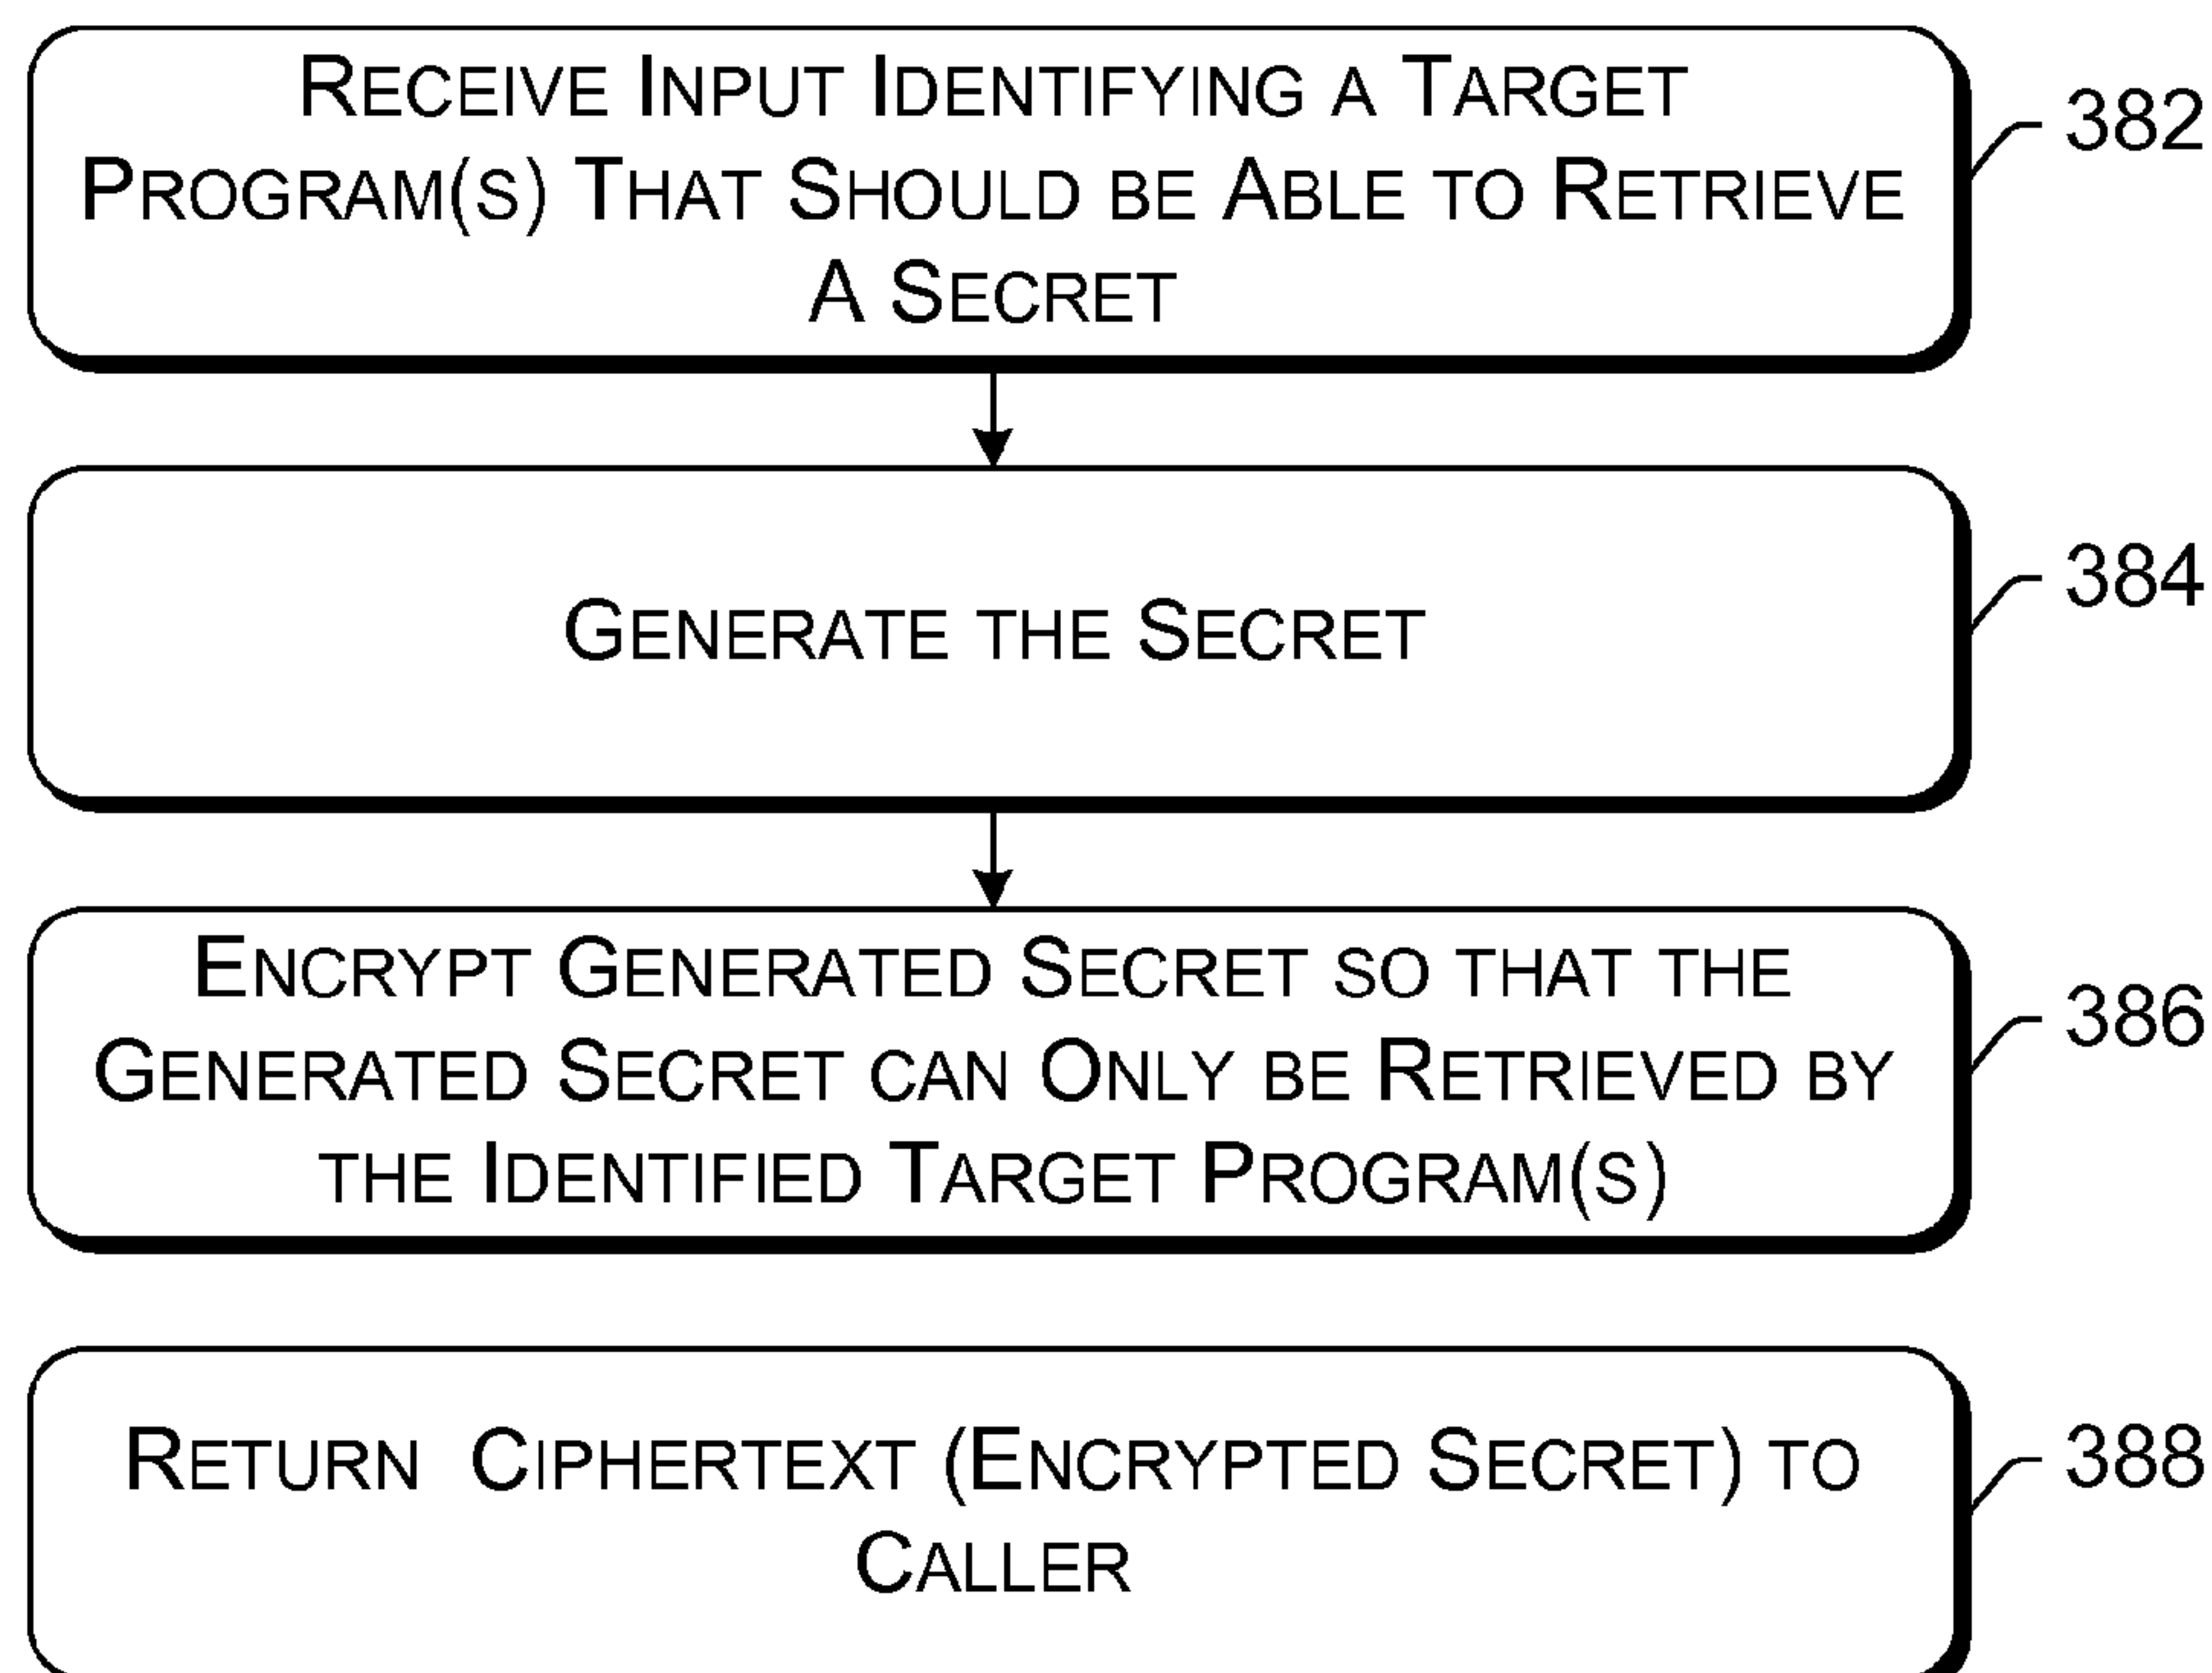 RECEIVE INPUT IDENTIFYING A TARGET
PROGRAM(S) THAT SHOULD BE ABLE TO RETRIEVE
A SECRET
382
GENERATE THE SECRET
384
ENCRYPT GENERATED SECRET SO THAT THE
GENERATED SECRET CAN ONLY BE RETRIEVED BY
THE IDENTIFIED TARGET PROGRAM(S)
386
RETURN CIPHERTEXT (ENCRYPTED SECRET) TO
CALLER
388